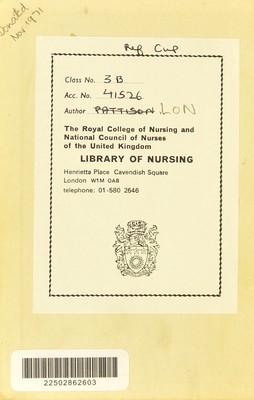 Donated
Nov 1971
Ref Cup
Class No. 3B
Acc. No. 41526
Author PATTISON LON
The Royal College of Nursing and
National Council of Nurses
of the United Kingdom
LIBRARY OF NURSING
Henrietta Place Cavendish Square
London W1M 0AB
telephone: 01-580 2646
22502862603